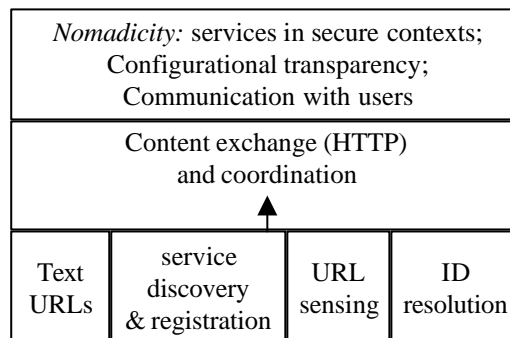 Nomadicity: services in secure contexts;
Configurational transparency;
Communication with users
Content exchange (HTTP)
and coordination
Text
URLs
service
discovery
& registration
URL
sensing
ID
resolution